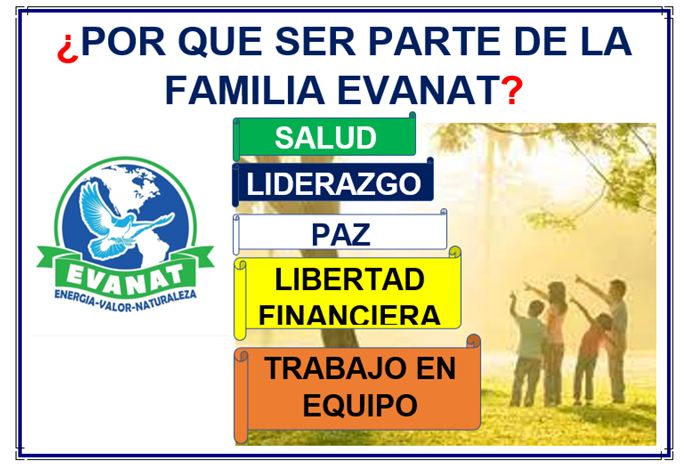 ¿POR QUE SER PARTE DE LA
FAMILIA EVANAT?
SALUD
LIDERAZGO
PAZ
LIBERTAD
FINANCIERA
TRABAJO EN
EQUIPO
EVANAT
ENERGIA-VALOR-NATURALEZA